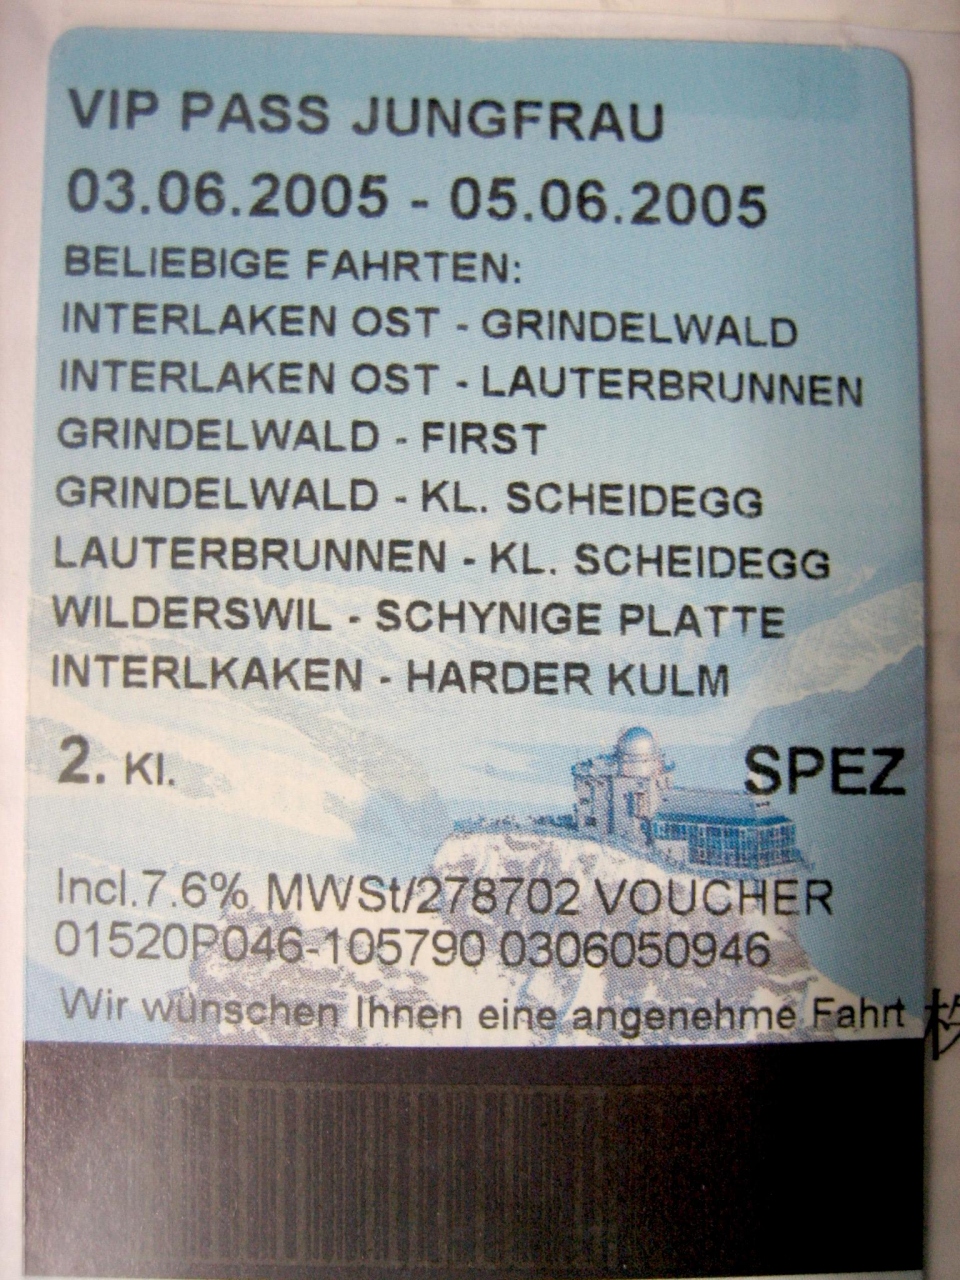 VIP PASS JUNGFRAU
03.06.2005 - 05.06.2005
BELIEBIGE FAHRTEN:
INTERLAKEN OST - GRINDELWALD
INTERLAKEN OST - LAUTERBRUNNEN
GRINDELWALD - FIRST
GRINDELWALD - KL. SCHEIDEGG
LAUTERBRUNNEN - KL. SCHEIDEGG
WILDERSWIL - SCHYNIGE PLATTE
INTERLKAKEN - HARDER KULM
2. Kl. SPEZ
Incl.7.6% MWSt/278702 VOUCHER
01520P046-105790 0306050946
Wir wünschen Ihnen eine angenehme Fahrt